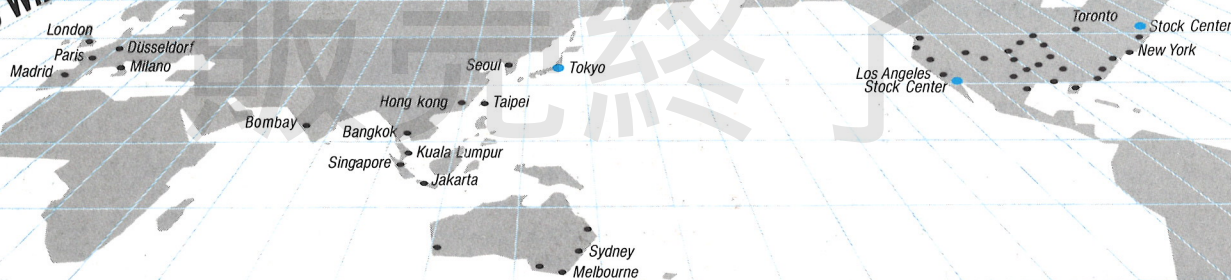 London
Paris
Madrid
Düsseldorf
Milano
Bombay
Seoul
Tokyo
Hong kong
Taipei
Bangkok
Kuala Lumpur
Singapore
Jakarta
Sydney
Melbourne
Los Angeles
Stock Center
Toronto
Stock Center
New York
販売終了